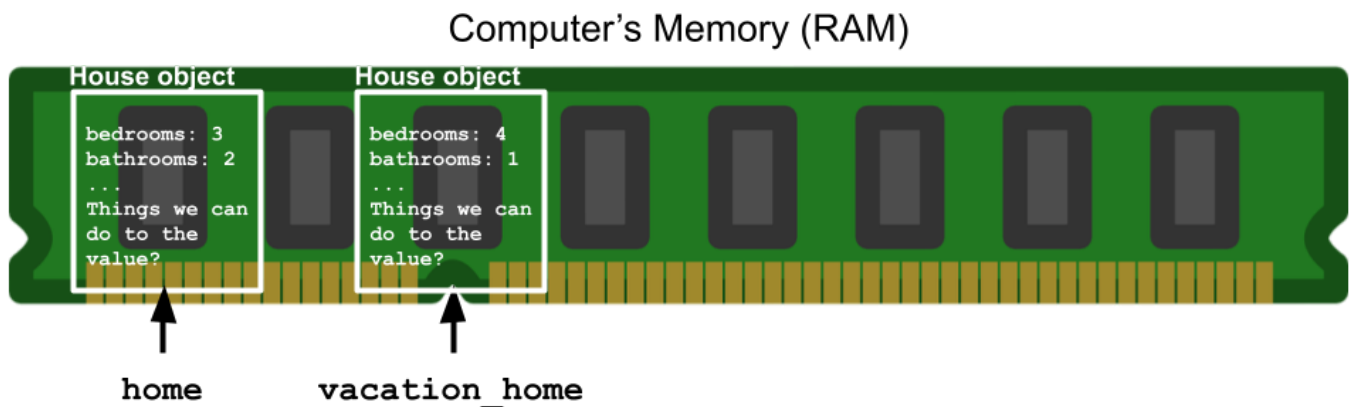 Computer's Memory (RAM)
House object
bedrooms: 3
bathrooms: 2
...
Things we can
do to the
value?
House object
bedrooms: 4
bathrooms: 1
...
Things we can
do to the
value?
home
vacation_home